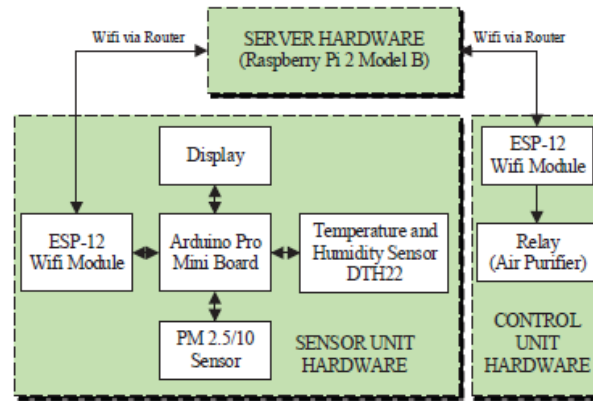 Wifi via Router
SERVER HARDWARE
(Raspberry Pi 2 Model B)
Wifi via Router
Display
ESP-12
Wifi Module
Arduino Pro
Mini Board
Temperature and
Humidity Sensor
DTH22
PM 2.5/10
Sensor
SENSOR UNIT
HARDWARE
ESP-12
Wifi Module
Relay
(Air Purifier)
CONTROL
UNIT
HARDWARE